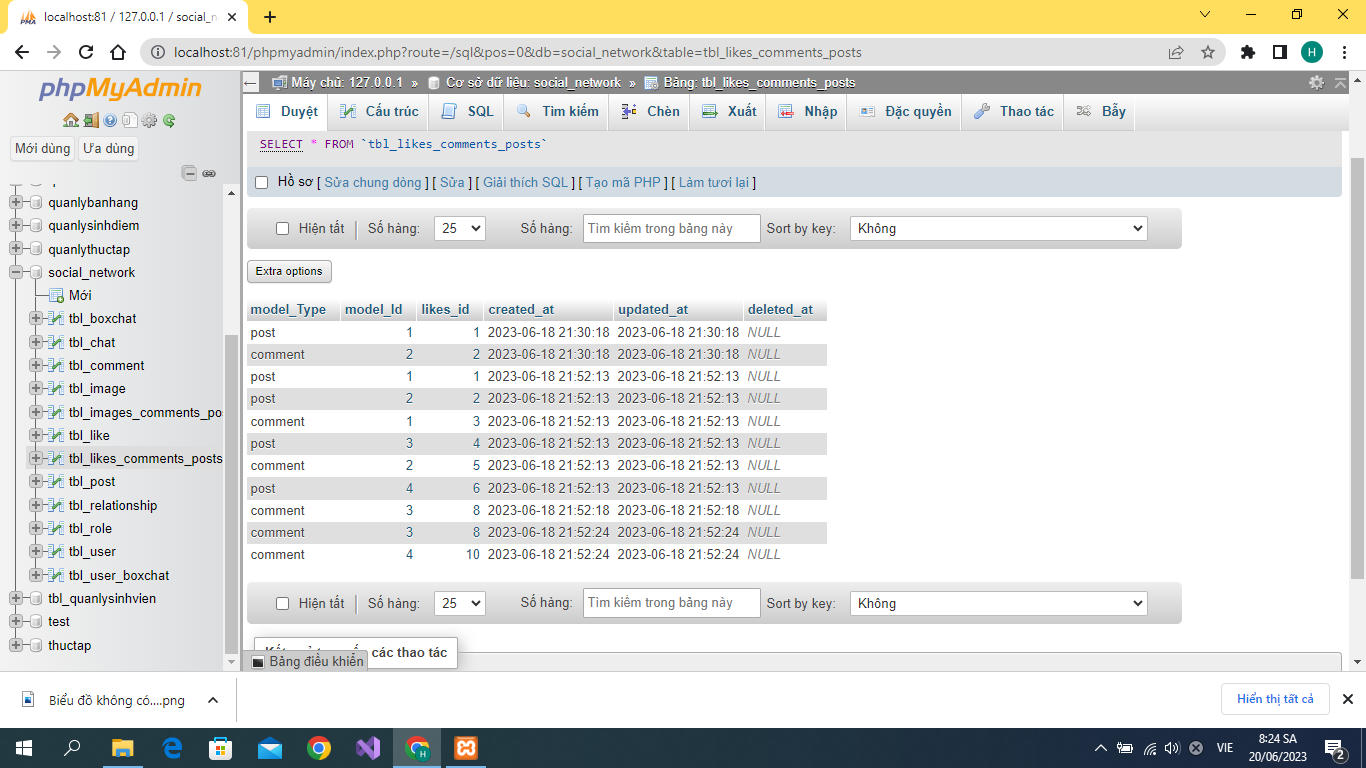 localhost:81 / 127.0.0.1 / social_n
localhost:81/phpmyadmin/index.php?route=/sql&pos=0&db=social_network&table=tbl_likes_comments_posts
H
phpMyAdmin
Mới dùng Ưa dùng
quanlybanhang
quanlysinhdiem
quanlythuctap
social_network
Mới
tbl_boxchat
tbl_chat
tbl_comment
tbl_image
tbl_images_comments_po
tbl_like
tbl_likes_comments_posts
tbl_post
tbl_relationship
tbl_role
tbl_user
tbl_user_boxchat
tbl_quanlysinhvien
test
thuctap
Máy chủ: 127.0.0.1 » Cơ sở dữ liệu: social_network » Bảng: tbl_likes_comments_posts
Duyệt Cấu trúc SQL Tìm kiếm Chèn Xuất Nhập Đặc quyền Thao tác Bẫy
SELECT * FROM `tbl_likes_comments_posts`
Hồ sơ [ Sửa chung dòng ] [ Sửa ] [ Giải thích SQL ] [ Tạo mã PHP ] [ Làm tươi lại ]
Hiện tất Số hàng: 25 Số hàng: Tìm kiếm trong bảng này Sort by key: Không
Extra options
model_Type model_Id likes_id created_at updated_at deleted_at
post 1 1 2023-06-18 21:30:18 2023-06-18 21:30:18 NULL
comment 2 2 2023-06-18 21:30:18 2023-06-18 21:30:18 NULL
post 1 1 2023-06-18 21:52:13 2023-06-18 21:52:13 NULL
post 2 2 2023-06-18 21:52:13 2023-06-18 21:52:13 NULL
comment 1 3 2023-06-18 21:52:13 2023-06-18 21:52:13 NULL
post 3 4 2023-06-18 21:52:13 2023-06-18 21:52:13 NULL
comment 2 5 2023-06-18 21:52:13 2023-06-18 21:52:13 NULL
post 4 6 2023-06-18 21:52:13 2023-06-18 21:52:13 NULL
comment 3 8 2023-06-18 21:52:18 2023-06-18 21:52:18 NULL
comment 3 8 2023-06-18 21:52:24 2023-06-18 21:52:24 NULL
comment 4 10 2023-06-18 21:52:24 2023-06-18 21:52:24 NULL
Hiện tất Số hàng: 25 Số hàng: Tìm kiếm trong bảng này Sort by key: Không
các thao tác
Bảng điều khiển
Biểu đồ không có....png
Hiển thị tất cả
VIE
8:24 SA
20/06/2023
2